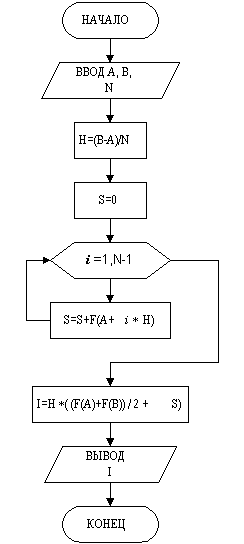 НАЧАЛО
ВВОД A, B,
N
H=(B-A)/N
S=0
i =1,N-1
S=S+F(A+ i * H)
I=H *( (F(A)+F(B)) / 2 + S)
ВЫВОД
I
КОНЕЦ